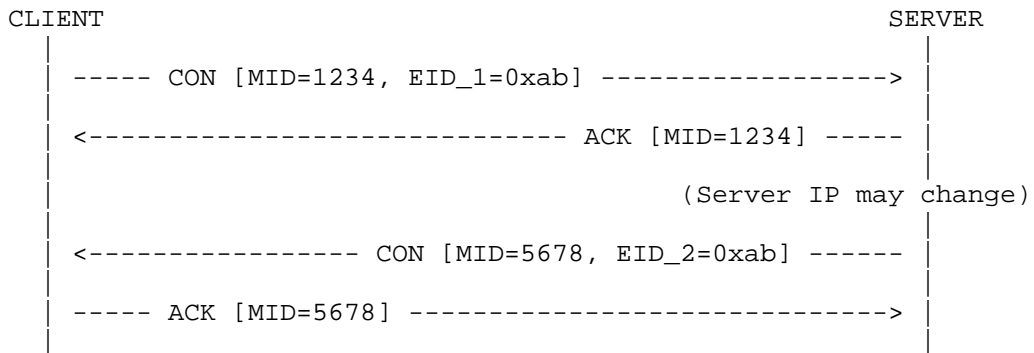 CLIENT                                                     SERVER
  |                                                          |
  | ----- CON [MID=1234, EID_1=0xab] ------------------> |
  |                                                          |
  | <------------------------------ ACK [MID=1234] ----- |
  |                                                          |
  |                                       (Server IP may change)
  |                                                          |
  | <----------------- CON [MID=5678, EID_2=0xab] ------ |
  |                                                          |
  | ----- ACK [MID=5678] ------------------------------> |
  |                                                          |